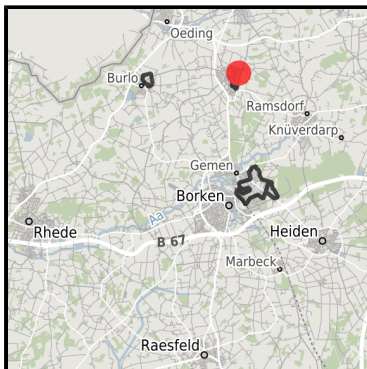 Oeding
Burlo
Ramsdorf
Knüverdarp
Gemen
Borken
Aa
Rhede
B 67
Heiden
Marbeck
Raesfeld